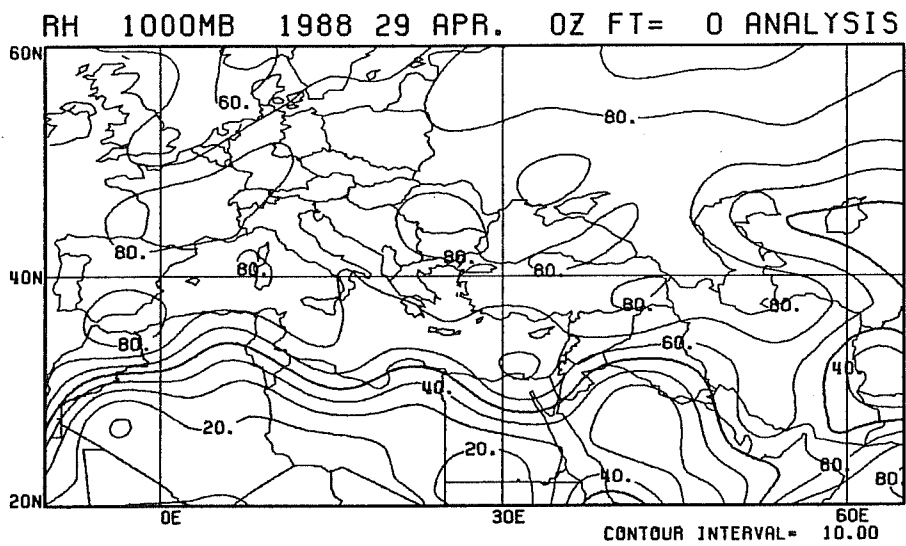 RH 1000MB 1988 29 APR. 0Z FT= 0 ANALYSIS
60N
60.
80.
80.
80.
80.
80.
40N
80.
<80.
80.
60.
40.
40.
20.
20.
40.
80.
80.
20N
0E 30E 60E
CONTOUR INTERVAL= 10.00